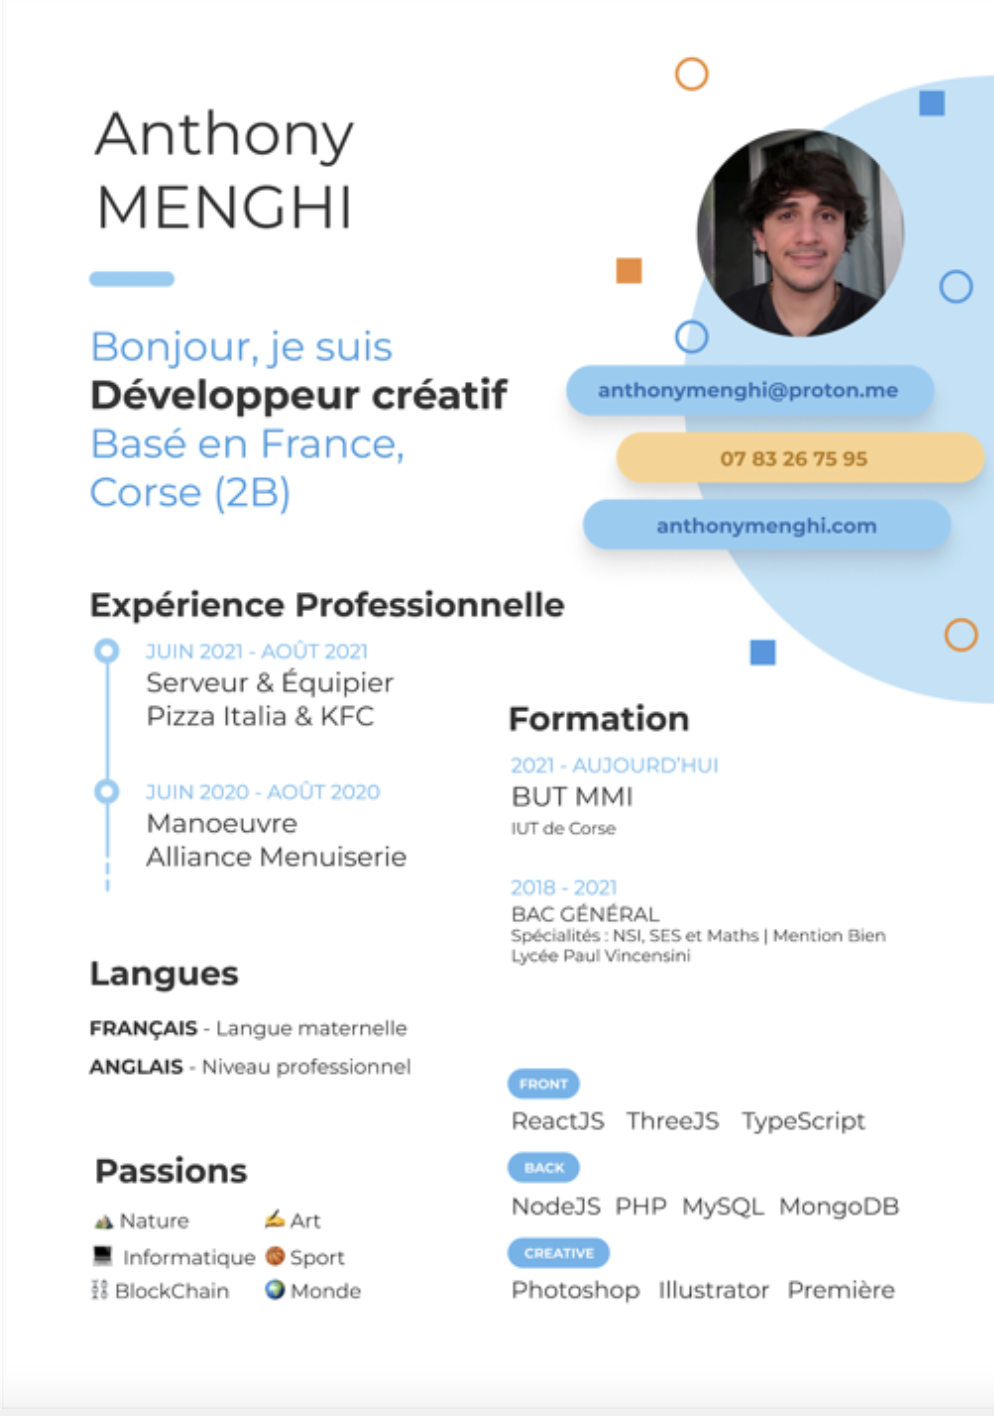 Anthony
MENGHI
Bonjour, je suis
Développeur créatif
Basé en France,
Corse (2B)
anthonymenghi@proton.me
07 83 26 75 95
anthonymenghi.com
Expérience Professionnelle
JUIN 2021 - AOÛT 2021
Serveur & Équipier
Pizza Italia & KFC
JUIN 2020 - AOÛT 2020
Manoeuvre
Alliance Menuiserie
Formation
2021 - AUJOURD'HUI
BUT MMI
IUT de Corse
2018 - 2021
BAC GÉNÉRAL
Spécialités : NSI, SES et Maths | Mention Bien
Lycée Paul Vincensini
Langues
FRANÇAIS - Langue maternelle
ANGLAIS - Niveau professionnel
Passions
Nature
Art
Informatique
Sport
BlockChain
Monde
FRONT
ReactJS ThreeJS TypeScript
BACK
NodeJS PHP MySQL MongoDB
CREATIVE
Photoshop Illustrator Première